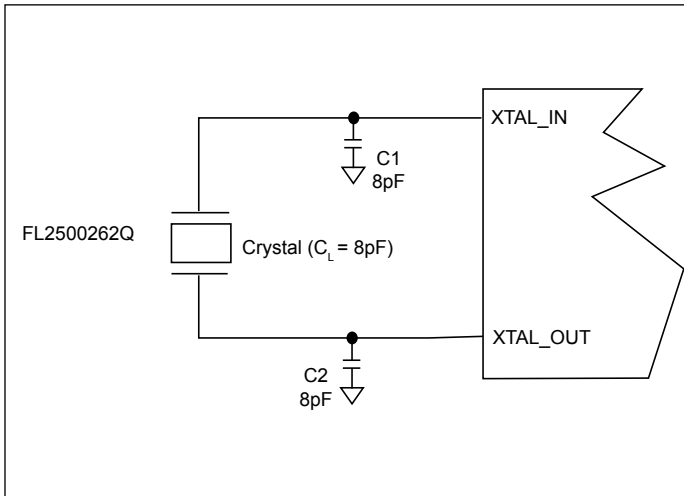 XTAL_IN
C1
8pF
FL2500262Q
Crystal (C_L = 8pF)
XTAL_OUT
C2
8pF